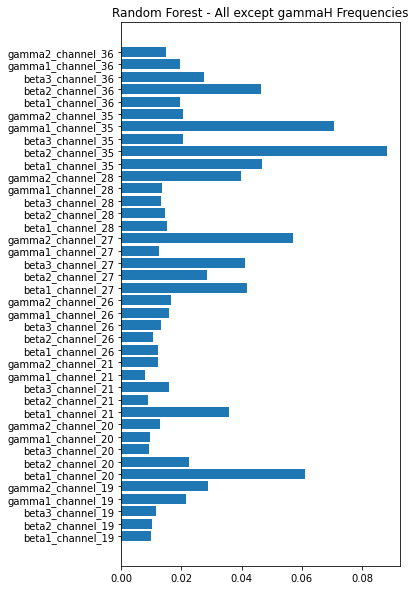 Random Forest - All except gammaH Frequencies
gamma2_channel_36
gamma1_channel_36
beta3_channel_36
beta2_channel_36
beta1_channel_36
gamma2_channel_35
gamma1_channel_35
beta3_channel_35
beta2_channel_35
beta1_channel_35
gamma2_channel_28
gamma1_channel_28
beta3_channel_28
beta2_channel_28
beta1_channel_28
gamma2_channel_27
gamma1_channel_27
beta3_channel_27
beta2_channel_27
beta1_channel_27
gamma2_channel_26
gamma1_channel_26
beta3_channel_26
beta2_channel_26
beta1_channel_26
gamma2_channel_21
gamma1_channel_21
beta3_channel_21
beta2_channel_21
beta1_channel_21
gamma2_channel_20
gamma1_channel_20
beta3_channel_20
beta2_channel_20
beta1_channel_20
gamma2_channel_19
gamma1_channel_19
beta3_channel_19
beta2_channel_19
beta1_channel_19
0.00 0.02 0.04 0.06 0.08